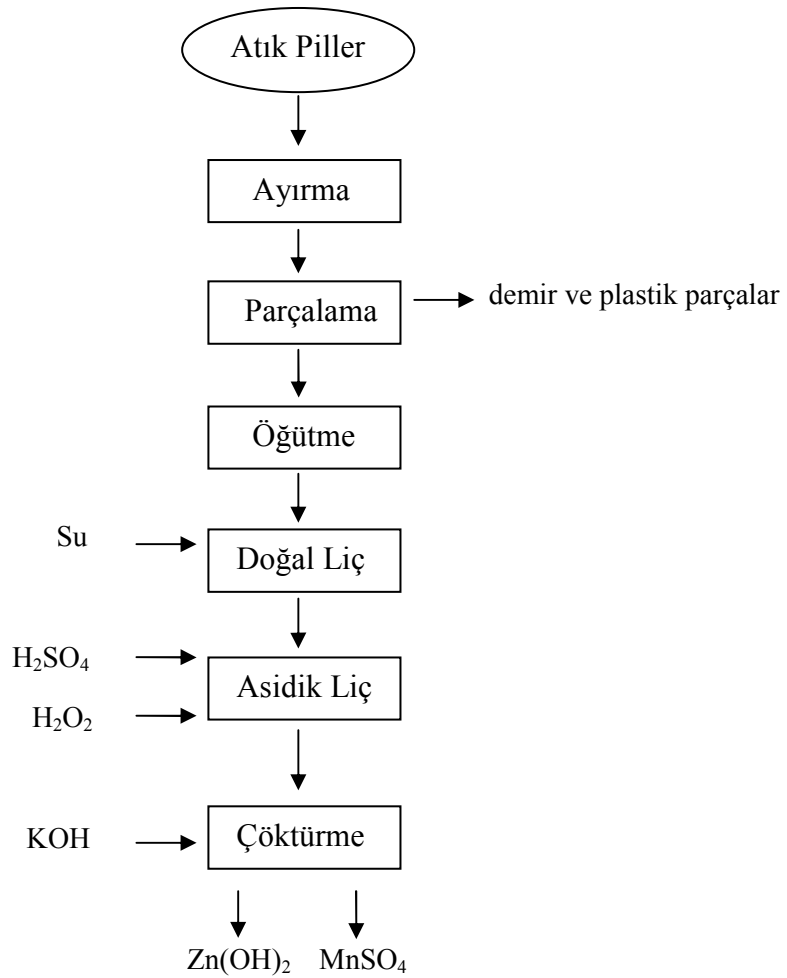 Atık Piller
Ayırma
Parçalama
demir ve plastik parçalar
Öğütme
Su
Doğal Liç
H₂SO₄
Asidik Liç
H₂O₂
KOH
Çöktürme
Zn(OH)₂ MnSO₄